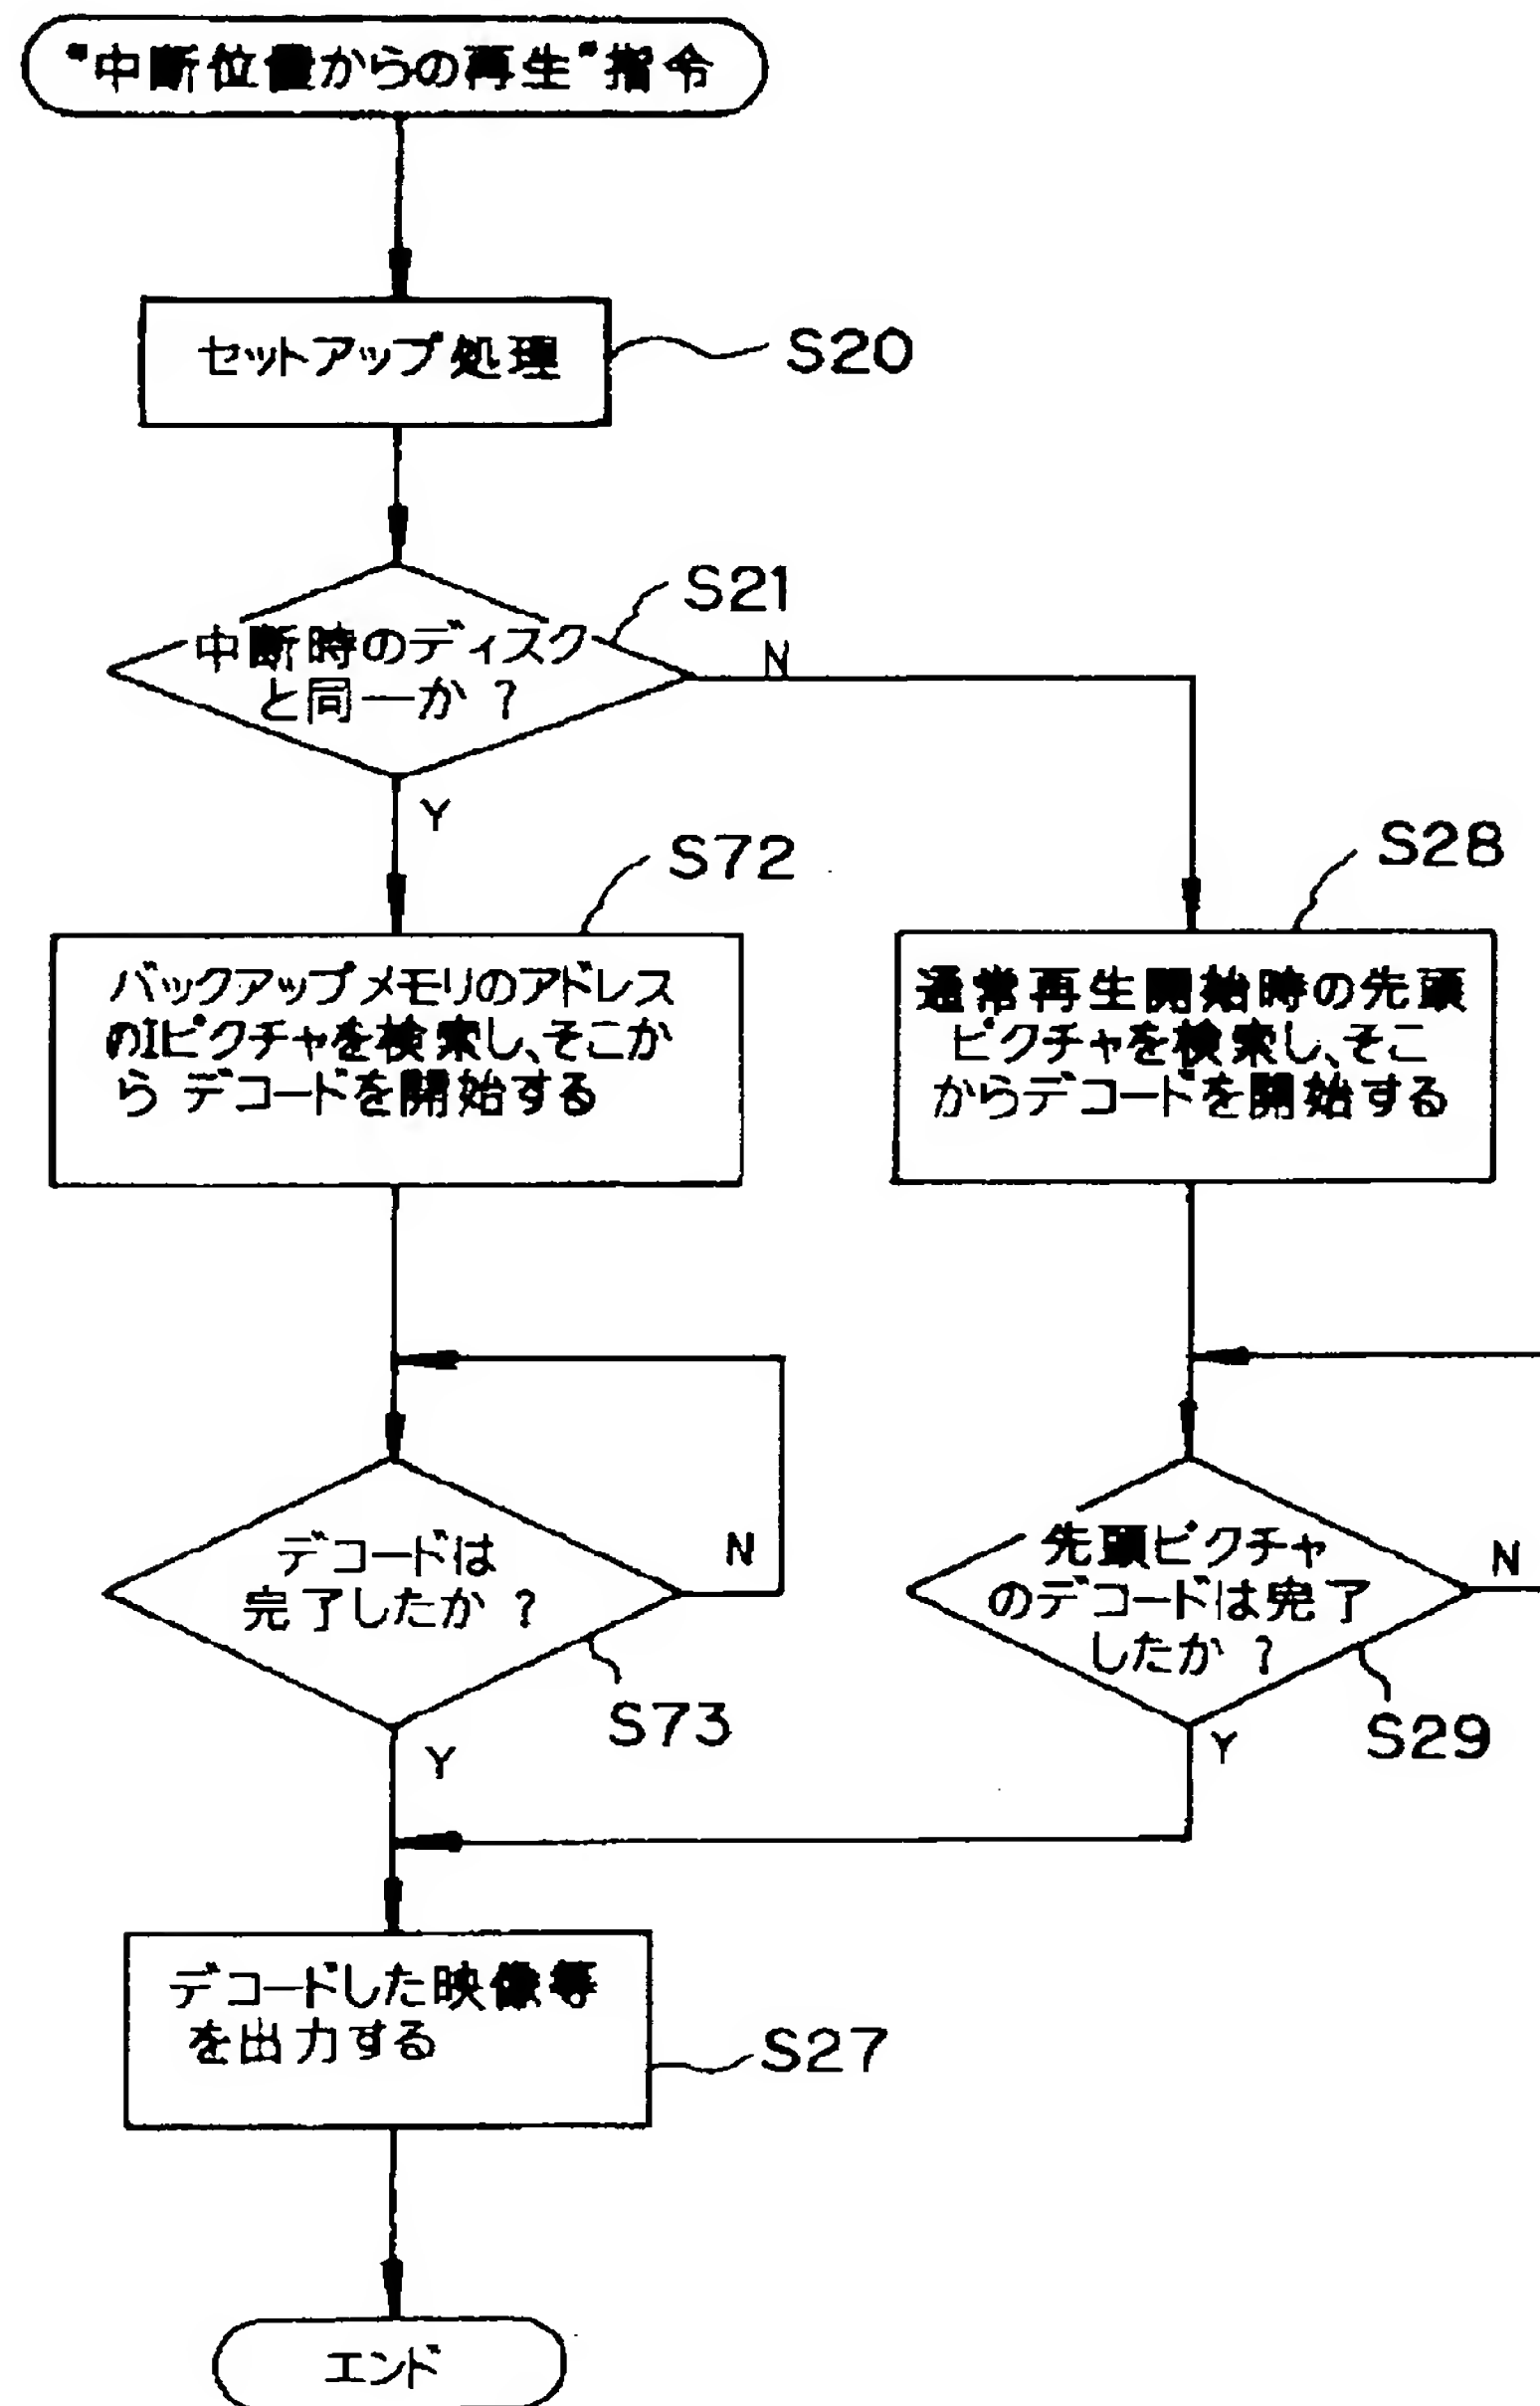 "中断位置からの再生"指令
セットアップ処理
S20
S21
中断時のディスク
と同一か?
N
Y
S72
バックアップメモリのアドレス
のIピクチャを検索し、そこか
ら デコードを開始する
S28
通常再生開始時の先頭
ピクチャを検索し、そこ
からデコードを開始する
デコードは
完了したか?
N
S73
Y
先頭ピクチャ
のデコードは完了
したか?
N
S29
Y
デコードした映像等
を出力する
S27
エンド